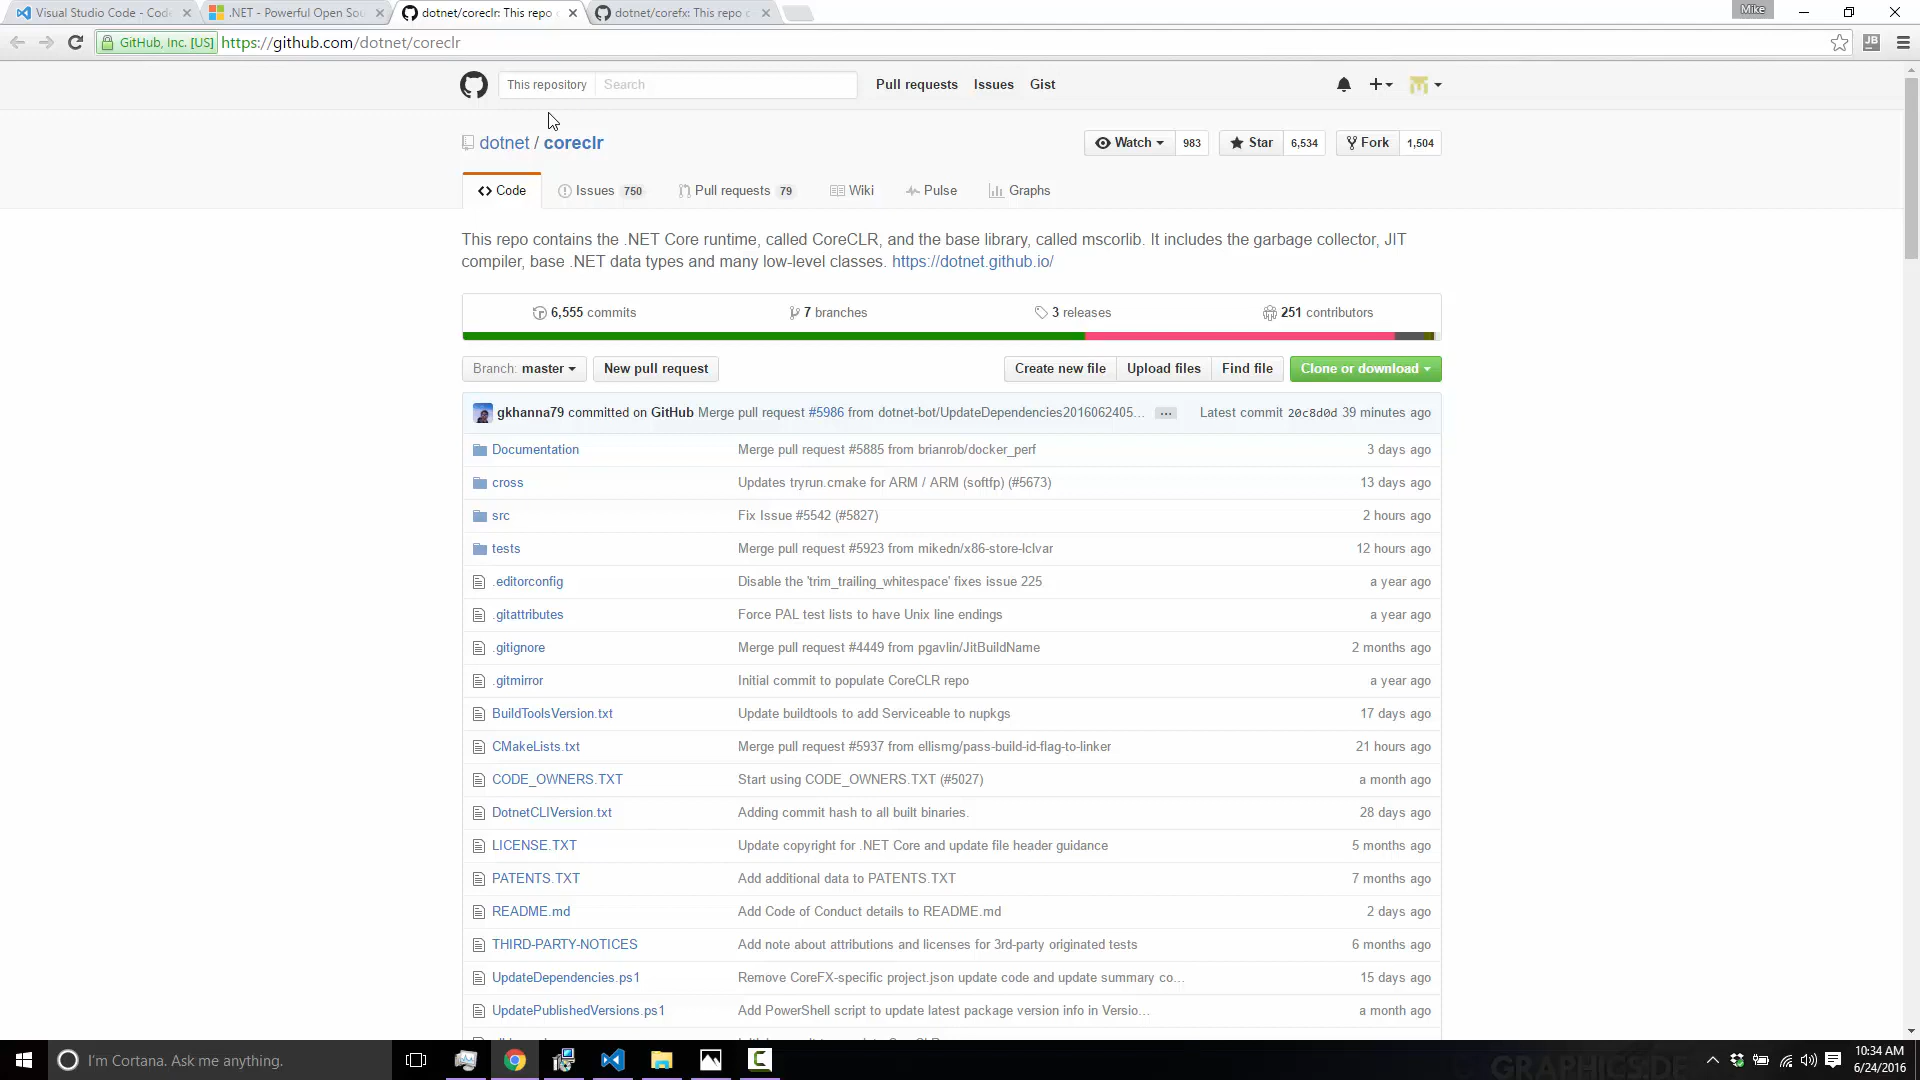 Visual Studio Code - Cod
.NET - Powerful Open Sou
dotnet/coreclr: This repo
dotnet/corefx: This repo c
Mike
GitHub, Inc. [US] https://github.com/dotnet/coreclr
JB
This repository Search Pull requests Issues Gist
dotnet / coreclr
Watch 983 Star 6,534 Fork 1,504
Code Issues 750 Pull requests 79 Wiki Pulse Graphs
This repo contains the .NET Core runtime, called CoreCLR, and the base library, called mscorlib. It includes the garbage collector, JIT
compiler, base .NET data types and many low-level classes. https://dotnet.github.io/
6,555 commits 7 branches 3 releases 251 contributors
Branch: master New pull request Create new file Upload files Find file Clone or download
gkhanna79 committed on GitHub Merge pull request #5986 from dotnet-bot/UpdateDependencies2016062405... ... Latest commit 20c8d0d 39 minutes ago
Documentation Merge pull request #5885 from brianrob/docker_perf 3 days ago
cross Updates tryrun.cmake for ARM / ARM (softfp) (#5673) 13 days ago
src Fix Issue #5542 (#5827) 2 hours ago
tests Merge pull request #5923 from mikedn/x86-store-lclvar 12 hours ago
.editorconfig Disable the 'trim_trailing_whitespace' fixes issue 225 a year ago
.gitattributes Force PAL test lists to have Unix line endings a year ago
.gitignore Merge pull request #4449 from pgavlin/JitBuildName 2 months ago
.gitmirror Initial commit to populate CoreCLR repo a year ago
BuildToolsVersion.txt Update buildtools to add Serviceable to nupkgs 17 days ago
CMakeLists.txt Merge pull request #5937 from ellismg/pass-build-id-flag-to-linker 21 hours ago
CODE_OWNERS.TXT Start using CODE_OWNERS.TXT (#5027) a month ago
DotnetCLIVersion.txt Adding commit hash to all built binaries. 28 days ago
LICENSE.TXT Update copyright for .NET Core and update file header guidance 5 months ago
PATENTS.TXT Add additional data to PATENTS.TXT 7 months ago
README.md Add Code of Conduct details to README.md 2 days ago
THIRD-PARTY-NOTICES Add note about attributions and licenses for 3rd-party originated tests 6 months ago
UpdateDependencies.ps1 Remove CoreFX-specific project.json update code and update summary co... 15 days ago
UpdatePublishedVersions.ps1 Add PowerShell script to update latest package version info in Versio... a month ago
I'm Cortana. Ask me anything.
GRAPHICS.DE
10:34 AM
6/24/2016